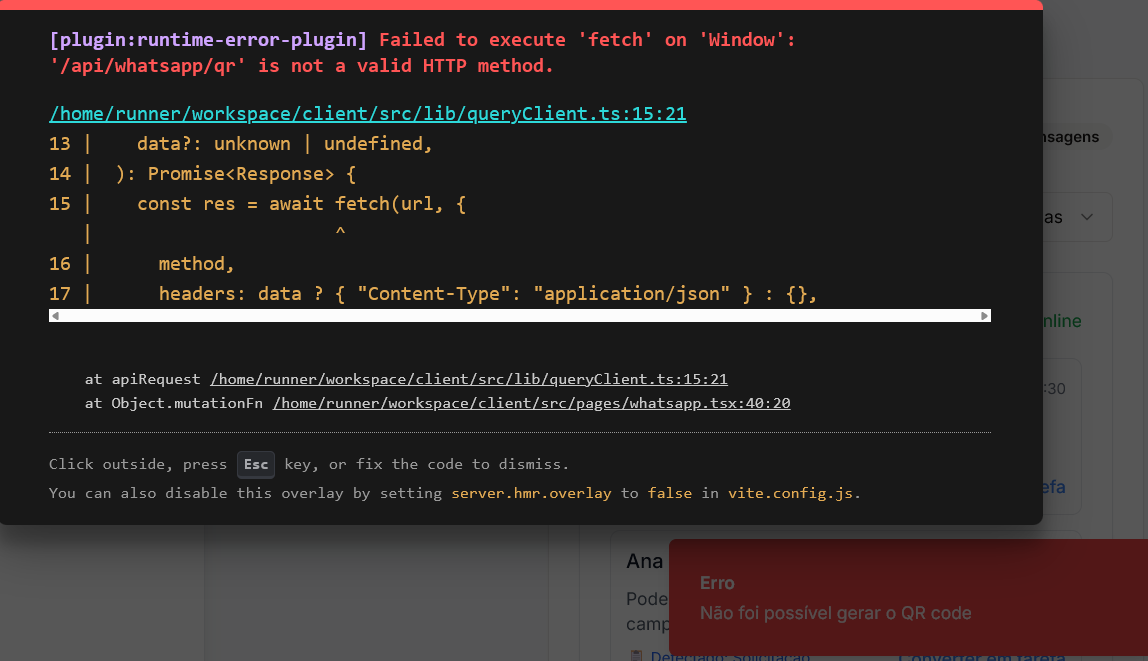 [plugin:runtime-error-plugin] Failed to execute 'fetch' on 'Window':
'/api/whatsapp/qr' is not a valid HTTP method.
/home/runner/workspace/client/src/lib/queryClient.ts:15:21
13 | data?: unknown | undefined,
14 | ): Promise<Response> {
15 | const res = await fetch(url, {
| ^
16 | method,
17 | headers: data ? { "Content-Type": "application/json" } : {},
at apiRequest /home/runner/workspace/client/src/lib/queryClient.ts:15:21
at Object.mutationFn /home/runner/workspace/client/src/pages/whatsapp.tsx:40:20
Click outside, press Esc key, or fix the code to dismiss.
You can also disable this overlay by setting server.hmr.overlay to false in vite.config.js.
nsagens
as
nline
:30
efa
Ana
Pode
camp
Erro
Não foi possível gerar o QR code
Detectado: Solicitação
Converter em tarefa